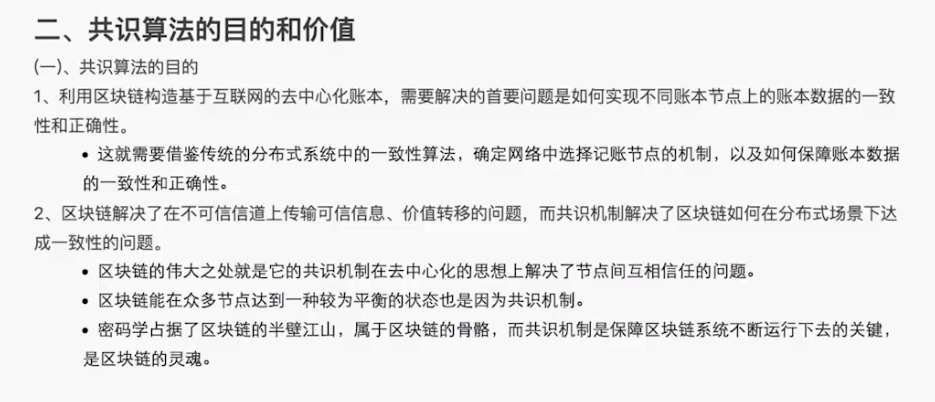 二、共识算法的目的和价值
(一)、共识算法的目的
1、利用区块链构造基于互联网的去中心化账本，需要解决的首要问题是如何实现不同账本节点上的账本数据的一致
性和正确性。
• 这就需要借鉴传统的分布式系统中的一致性算法，确定网络中选择记账节点的机制，以及如何保障账本数据
的一致性和正确性。
2、区块链解决了在不可信信道上传输可信信息、价值转移的问题，而共识机制解决了区块链如何在分布式场景下达
成一致性的问题。
• 区块链的伟大之处就是它的共识机制在去中心化的思想上解决了节点间互相信任的问题。
• 区块链能在众多节点达到一种较为平衡的状态也是因为共识机制。
• 密码学占据了区块链的半壁江山，属于区块链的骨骼，而共识机制是保障区块链系统不断运行下去的关键，
是区块链的灵魂。